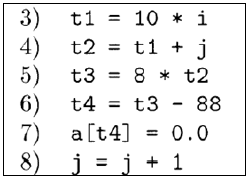 3) t1 = 10 * i
4) t2 = t1 + j
5) t3 = 8 * t2
6) t4 = t3 - 88
7) a[t4] = 0.0
8) j = j + 1